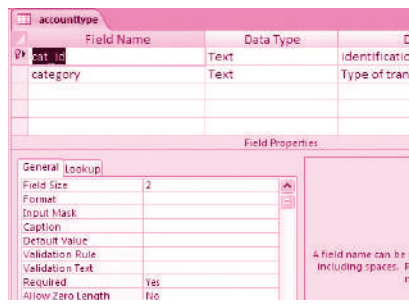 accounttype
Field Name Data Type D
cat_id Text Identificatio
category Text Type of tran
Field Properties
General Lookup
Field Size 2
Format
Input Mask
Caption
Default Value
Validation Rule
Validation Text
Required Yes
Allow Zero Length No
A field name can be
including spaces.